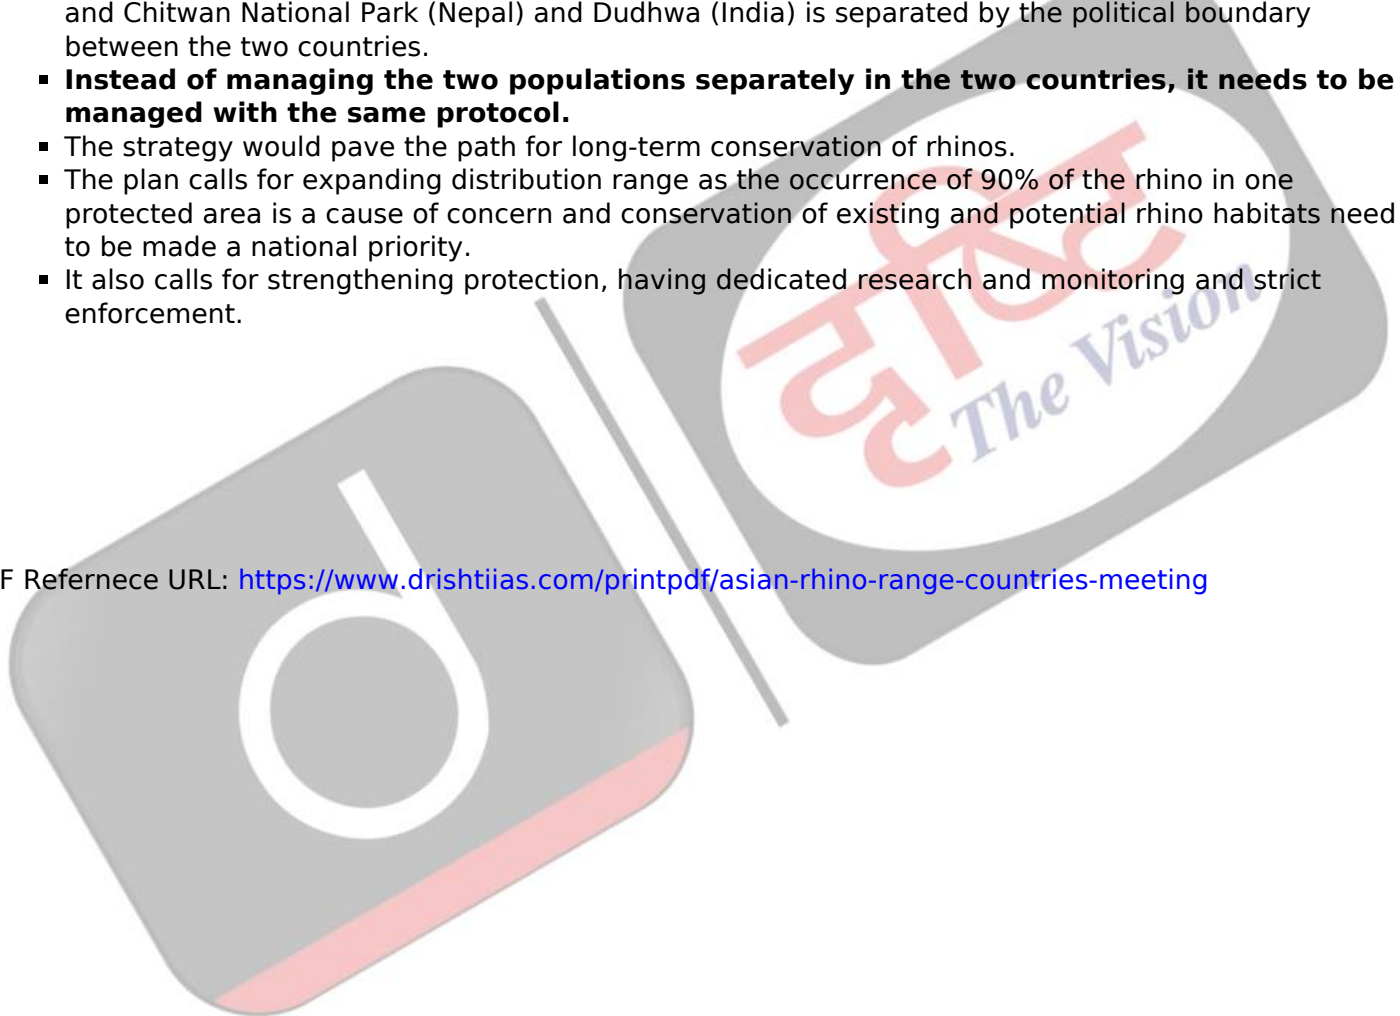 and Chitwan National Park (Nepal) and Dudhwa (India) is separated by the political boundary
between the two countries.
Instead of managing the two populations separately in the two countries, it needs to be
managed with the same protocol.
The strategy would pave the path for long-term conservation of rhinos.
The plan calls for expanding distribution range as the occurrence of 90% of the rhino in one
protected area is a cause of concern and conservation of existing and potential rhino habitats need
to be made a national priority.
It also calls for strengthening protection, having dedicated research and monitoring and strict
enforcement.
दृष्टि
The Vision
d
F Refernece URL: https://www.drishtiias.com/printpdf/asian-rhino-range-countries-meeting